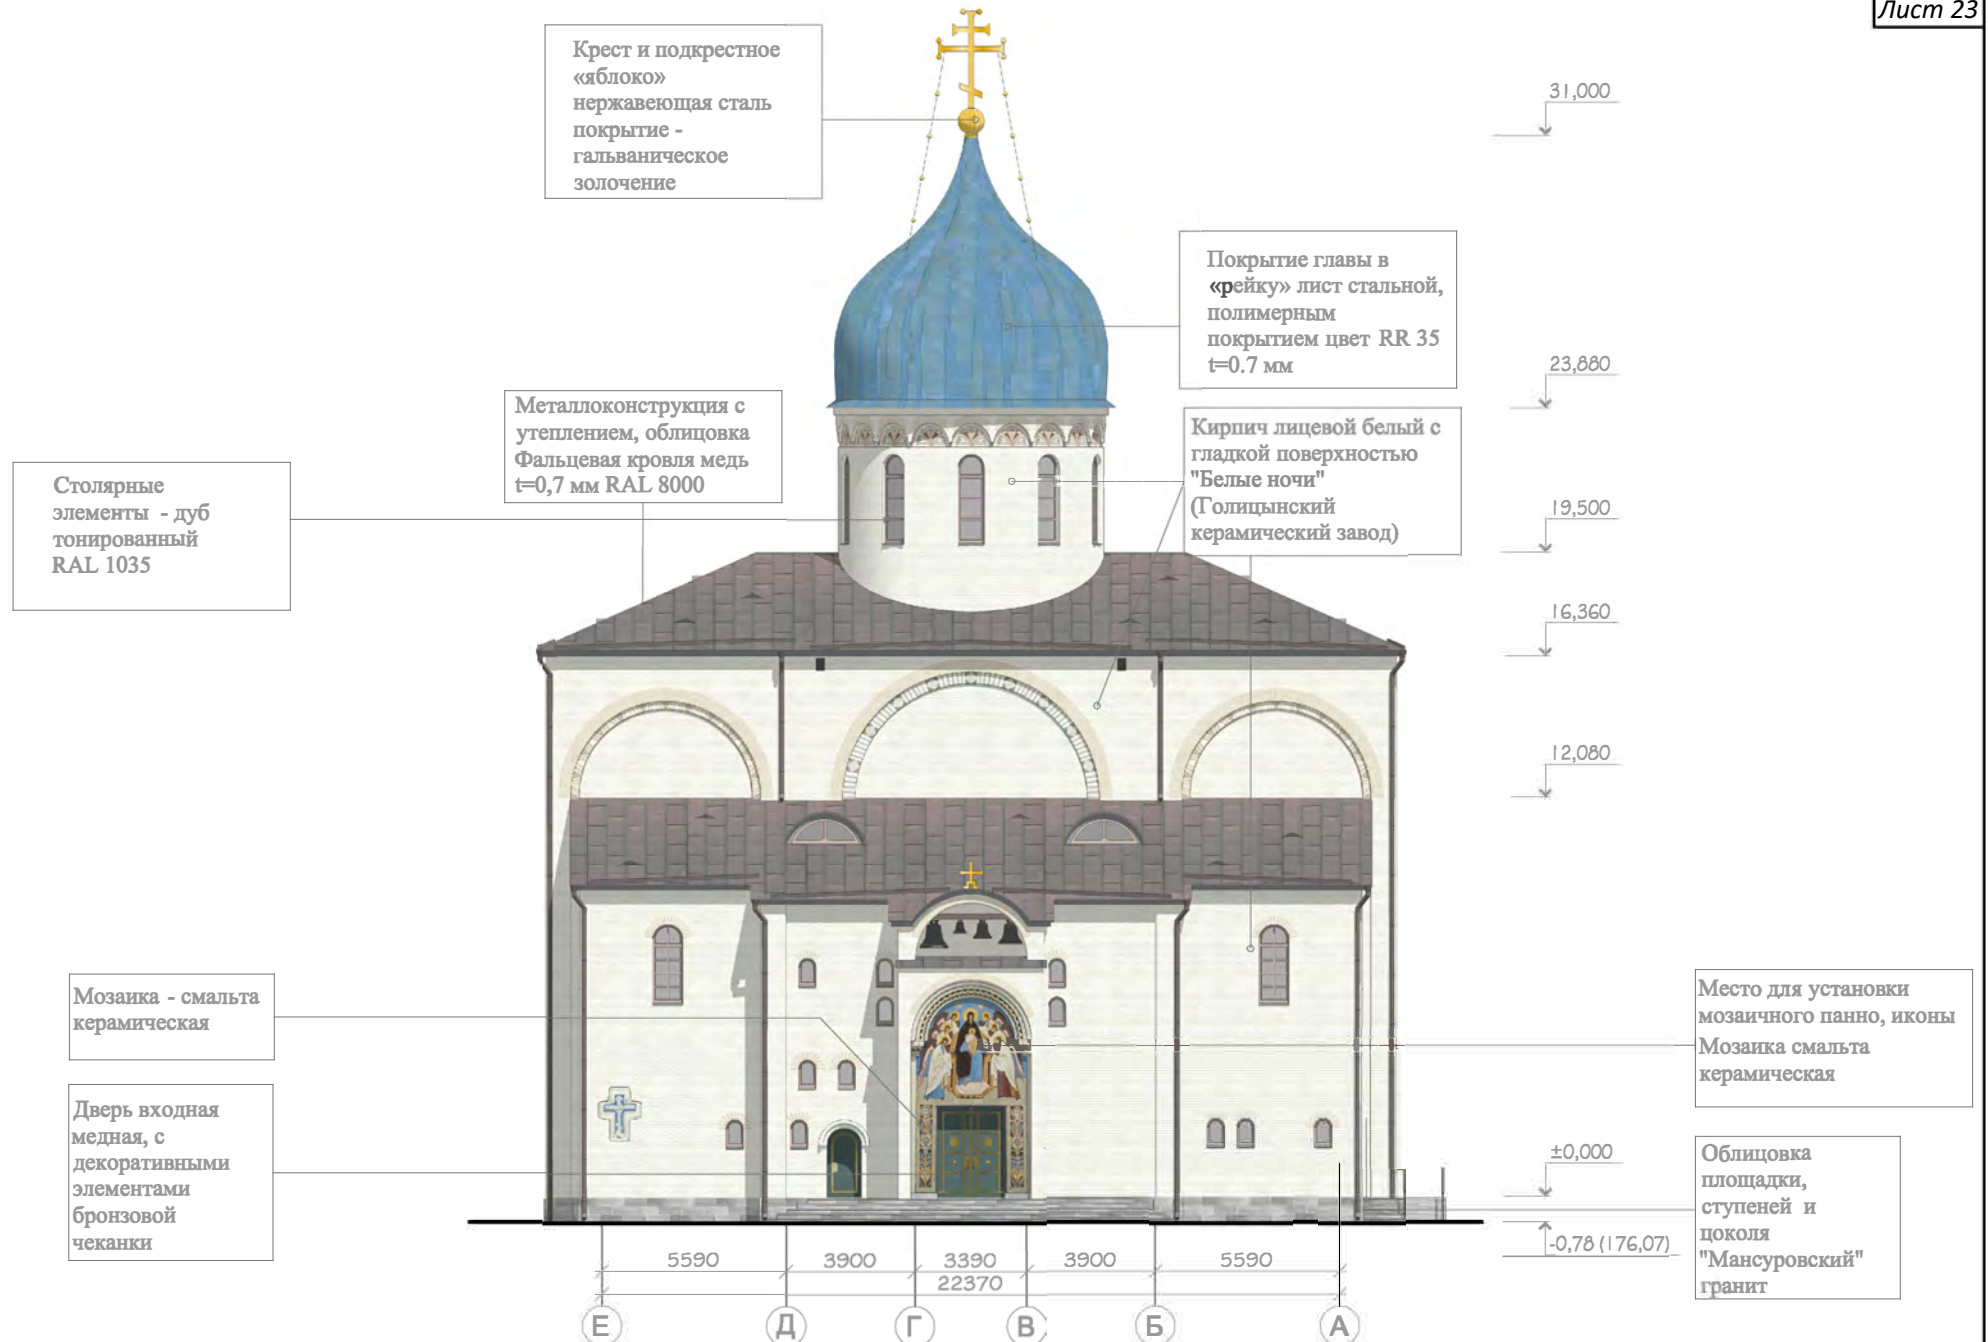 Лист 23
Крест и подкрестное
«яблоко»
нержавеющая сталь
покрытие -
гальваническое
золочение
31,000
Покрытие главы в
«рейку» лист стальной,
полимерным
покрытием цвет RR 35
t=0.7 мм
23,880
Металлоконструкция с
утеплением, облицовка
Фальцевая кровля медь
t=0,7 мм RAL 8000
Кирпич лицевой белый с
гладкой поверхностью
"Белые ночи"
(Голицынский
керамический завод)
Столярные
элементы - дуб
тонированный
RAL 1035
19,500
16,360
12,080
Мозаика - смальта
керамическая
Место для установки
мозаичного панно, иконы
Мозаика смальта
керамическая
Дверь входная
медная, с
декоративными
элементами
бронзовой
чеканки
±0,000
-0,78 (176,07)
Облицовка
площадки,
ступеней и
цоколя
"Мансуровский"
гранит
5590 3900 3390 3900 5590
22370
Е Д Г В Б А